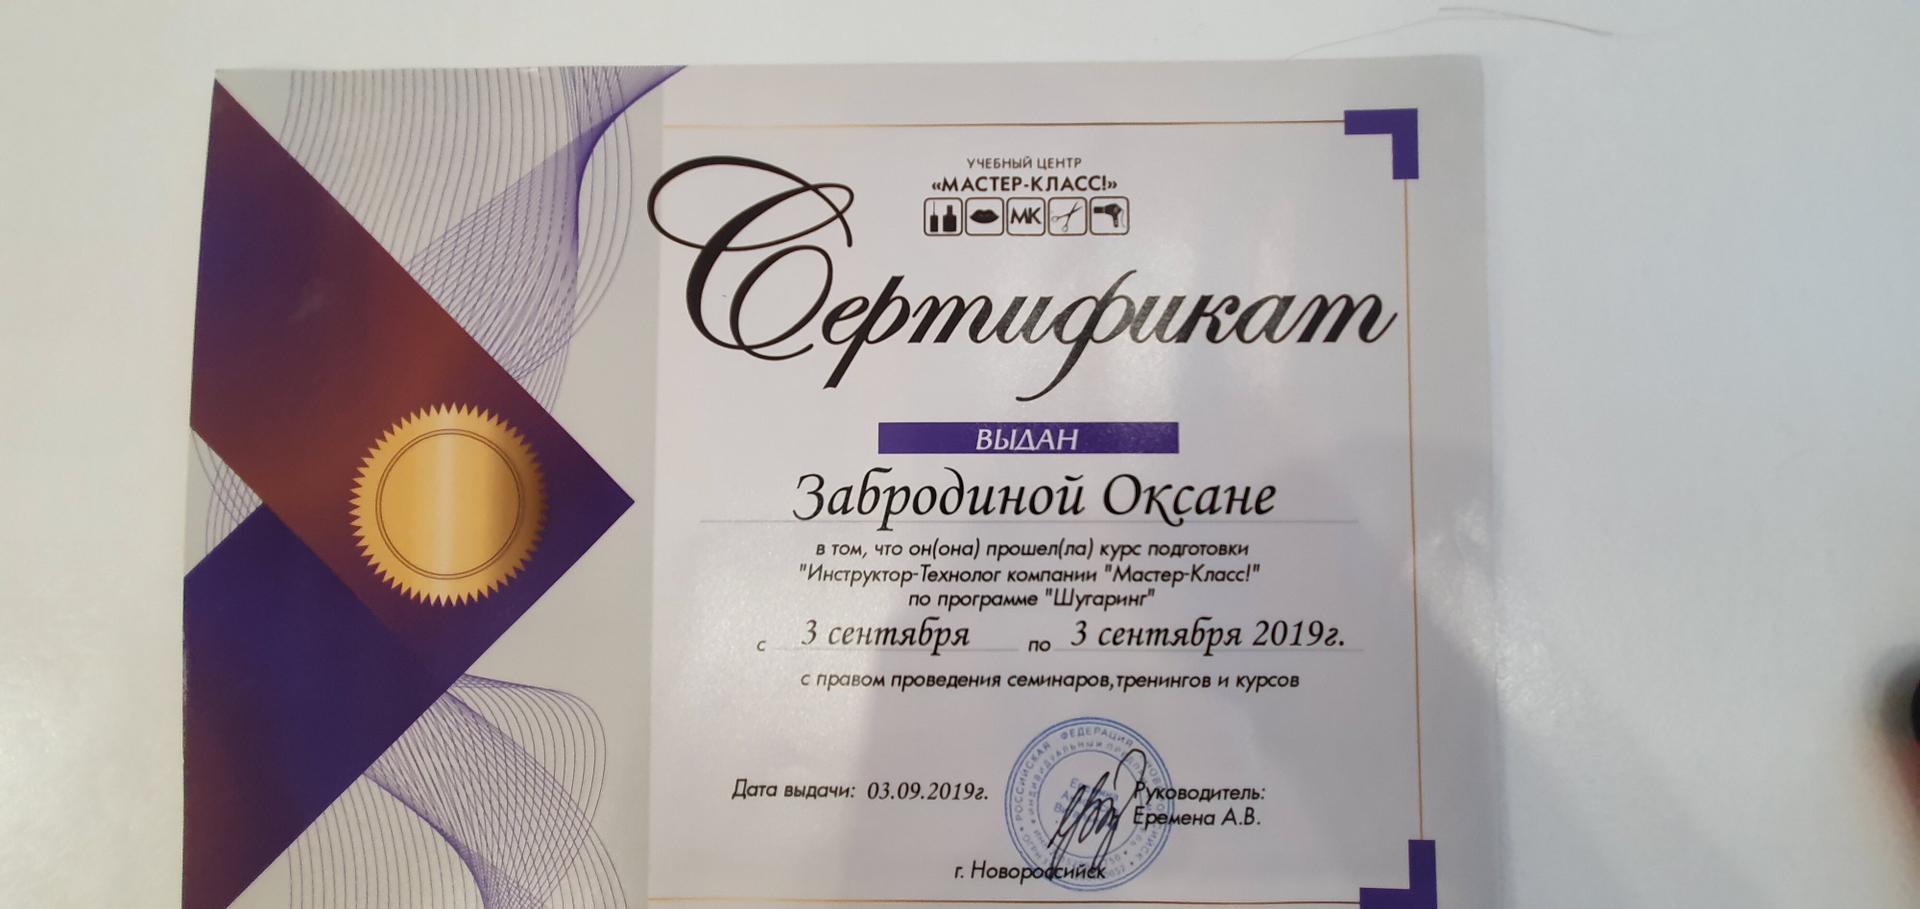 УЧЕБНЫЙ ЦЕНТР
«МАСТЕР-КЛАСС!»
МК
Сертификат
ВЫДАН
Забродиной Оксане
в том, что он(она) прошел(ла) курс подготовки
"Инструктор-Технолог компании "Мастер-Класс!"
по программе "Шугаринг"
с 3 сентября по 3 сентября 2019г.
с правом проведения семинаров,тренингов и курсов
Дата выдачи: 03.09.2019г.
РОССИЙСКАЯ ФЕДЕРАЦИЯ
Руководитель:
Еремена А.В.
г. Новороссийск